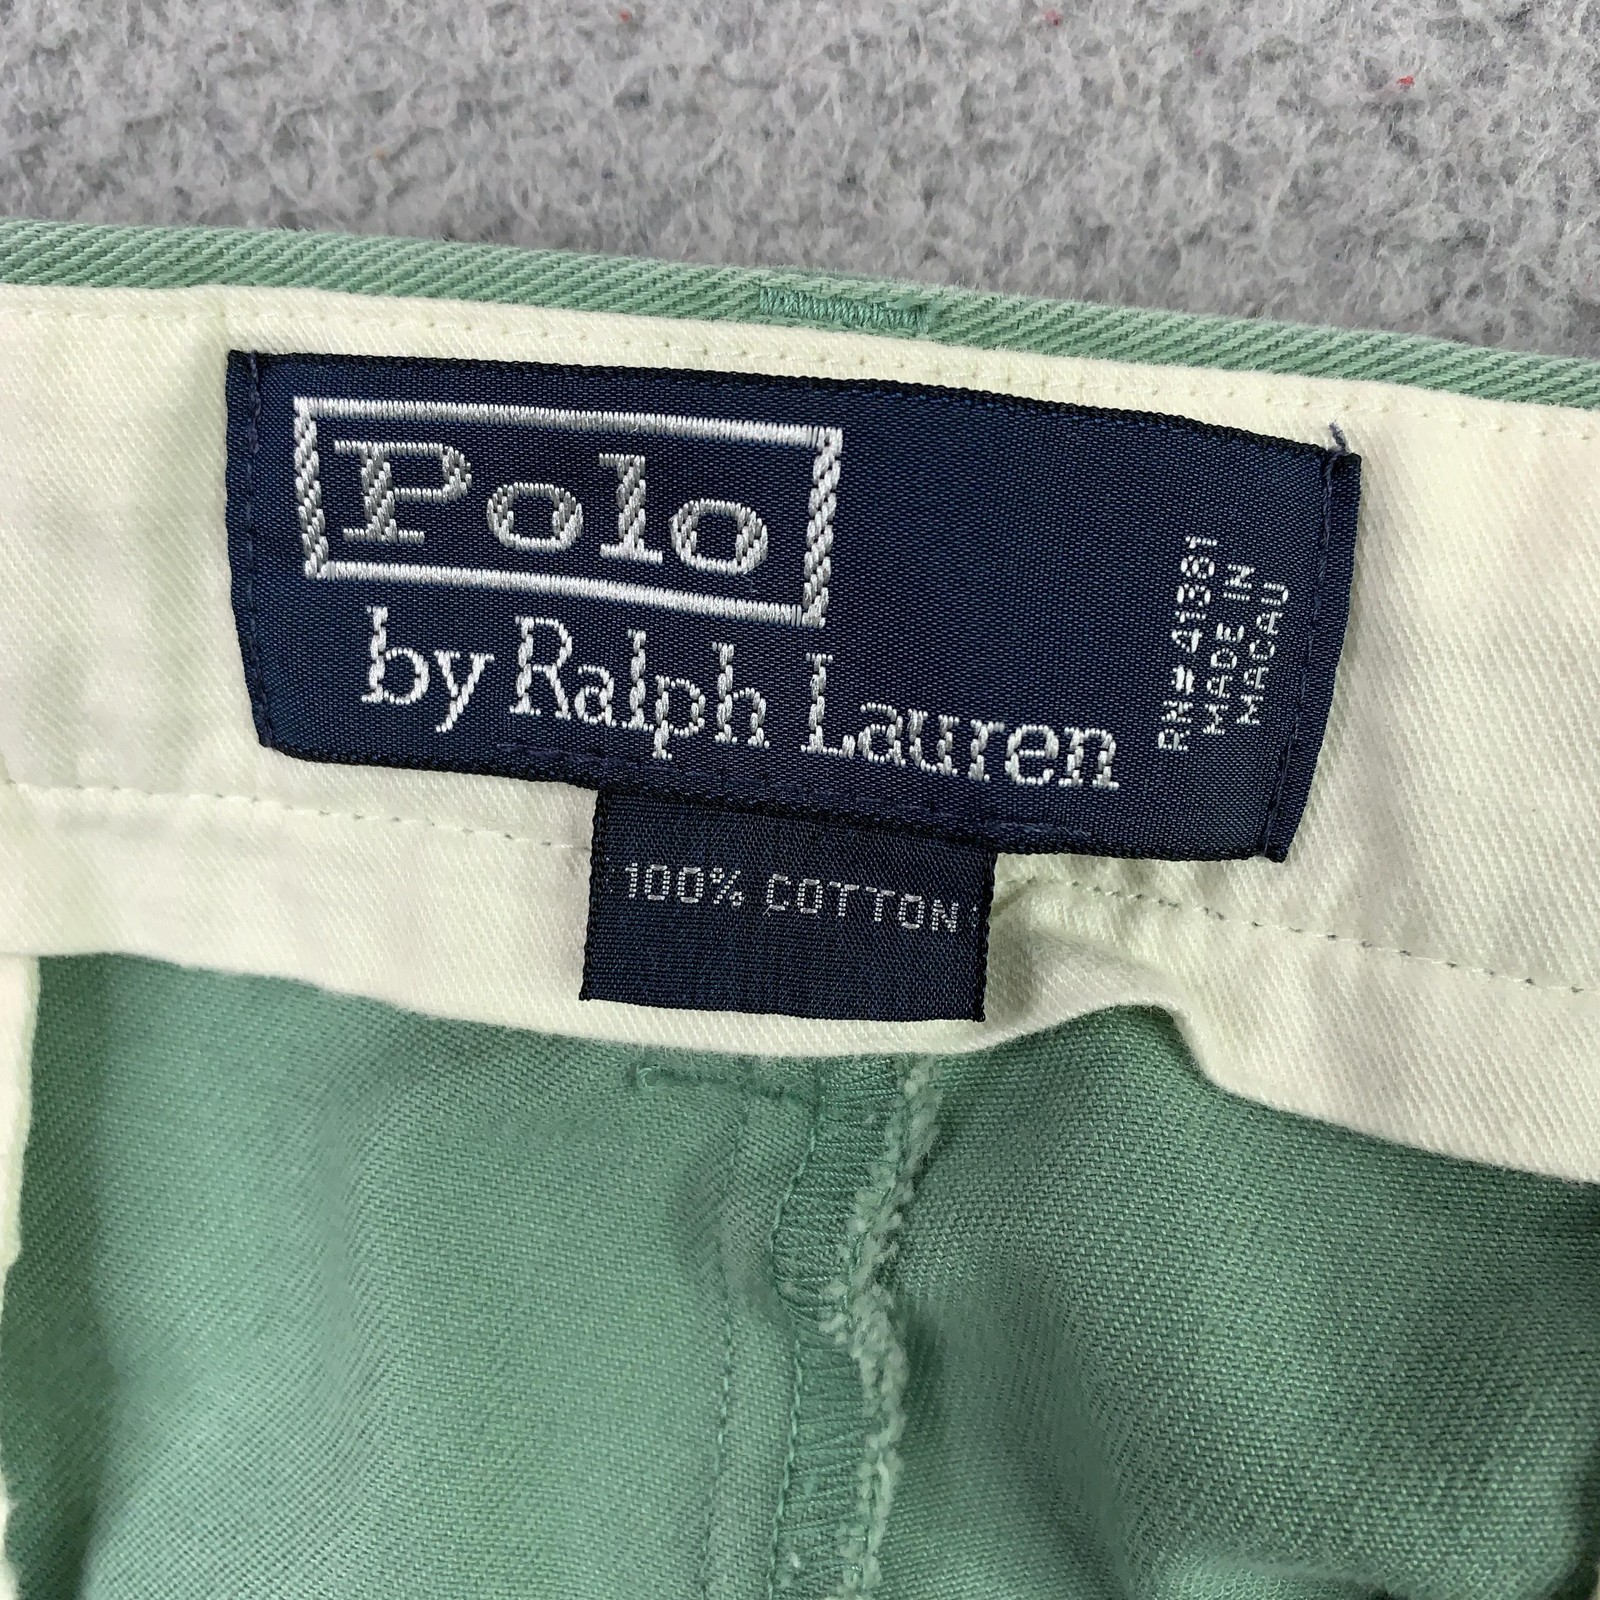 Polo
by Ralph Lauren
RN=41381
MADE IN
MACAU
100% COTTON